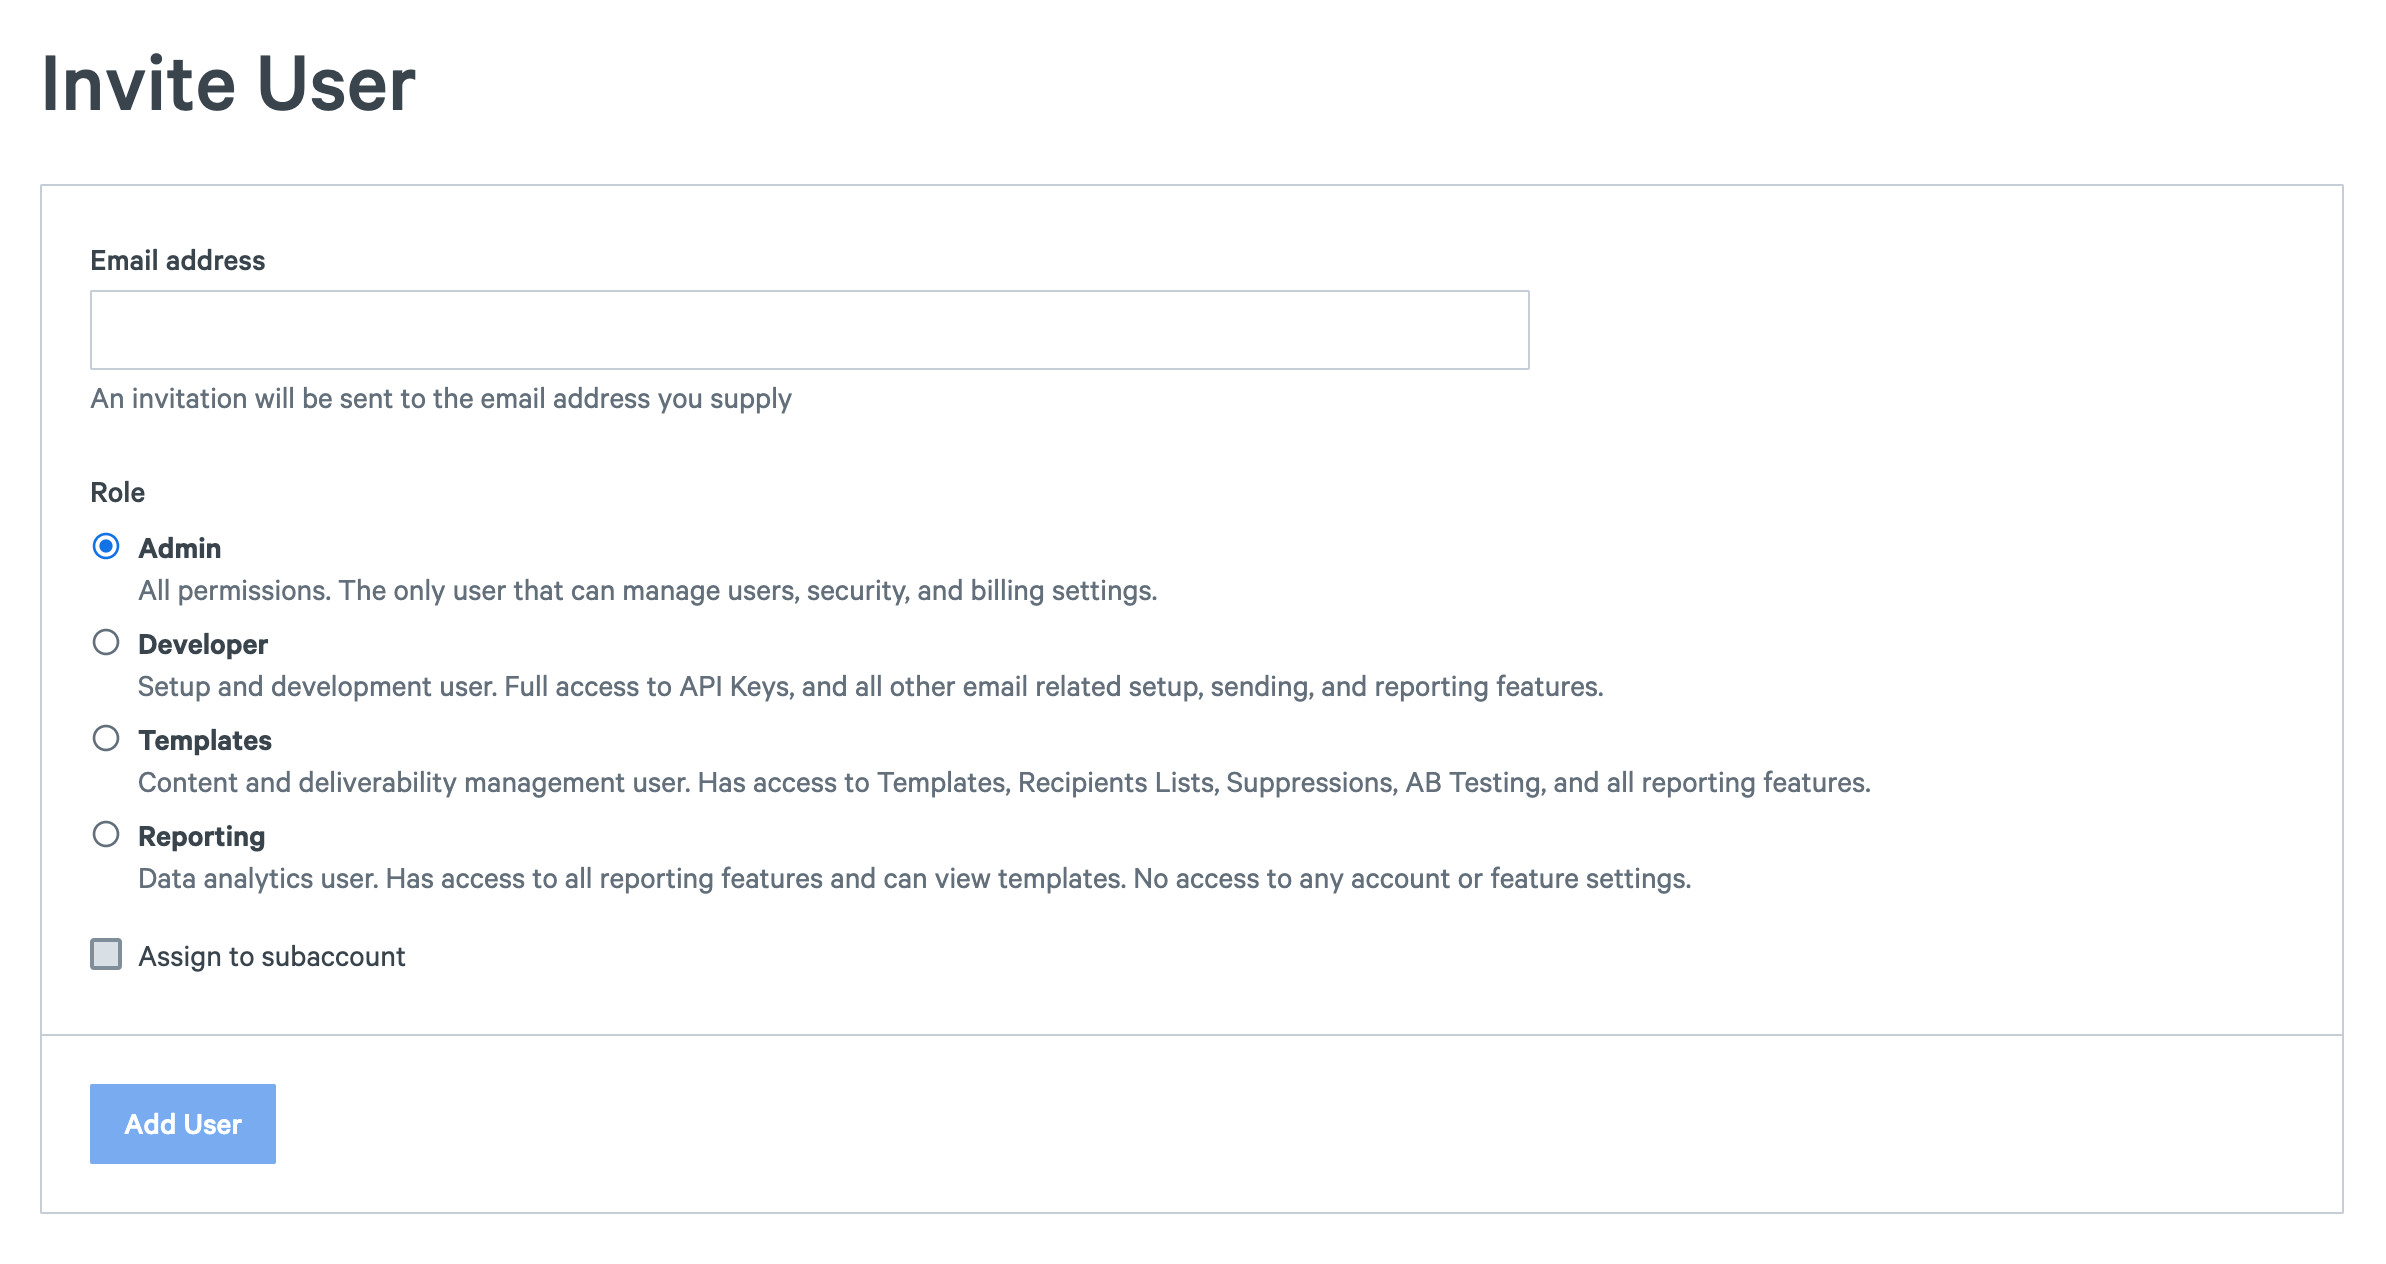 Invite User
Email address
An invitation will be sent to the email address you supply
Role
Admin
All permissions. The only user that can manage users, security, and billing settings.
Developer
Setup and development user. Full access to API Keys, and all other email related setup, sending, and reporting features.
Templates
Content and deliverability management user. Has access to Templates, Recipients Lists, Suppressions, AB Testing, and all reporting features.
Reporting
Data analytics user. Has access to all reporting features and can view templates. No access to any account or feature settings.
Assign to subaccount
Add User